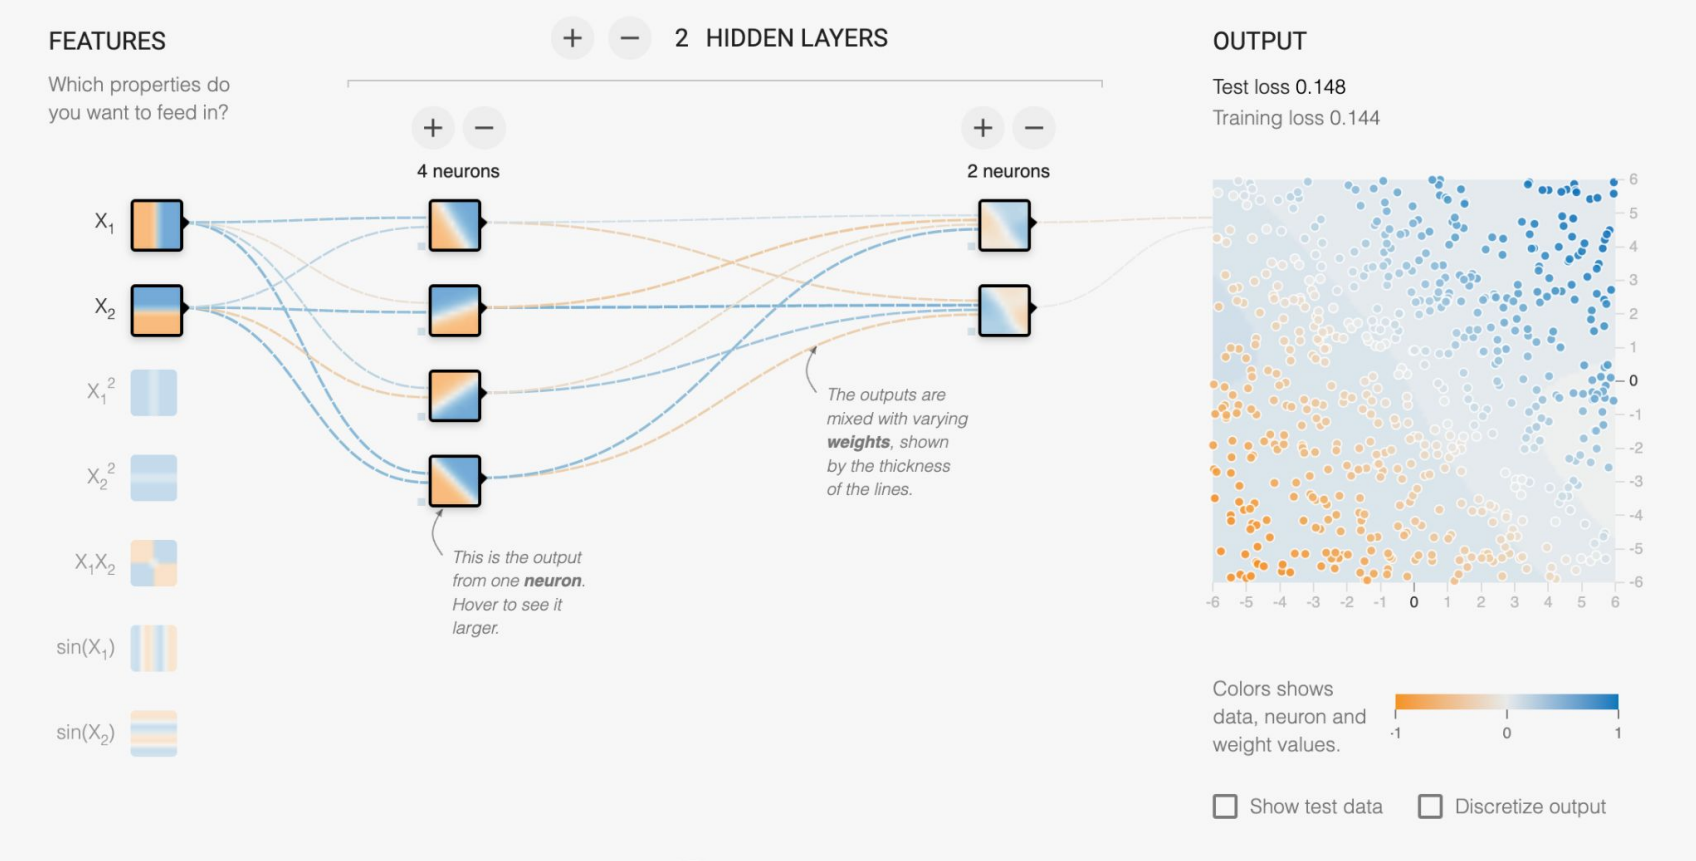 FEATURES
Which properties do
you want to feed in?
X1
X2
X1²
X2²
X1X2
sin(X1)
sin(X2)
+ − 2 HIDDEN LAYERS
+ −
4 neurons
+ −
2 neurons
This is the output
from one neuron.
Hover to see it
larger.
The outputs are
mixed with varying
weights, shown
by the thickness
of the lines.
OUTPUT
Test loss 0.148
Training loss 0.144
6
5
4
3
2
1
0
-1
-2
-3
-4
-5
-6
-6 -5 -4 -3 -2 -1 0 1 2 3 4 5 6
Colors shows
data, neuron and
weight values.
-1 0 1
Show test data
Discretize output